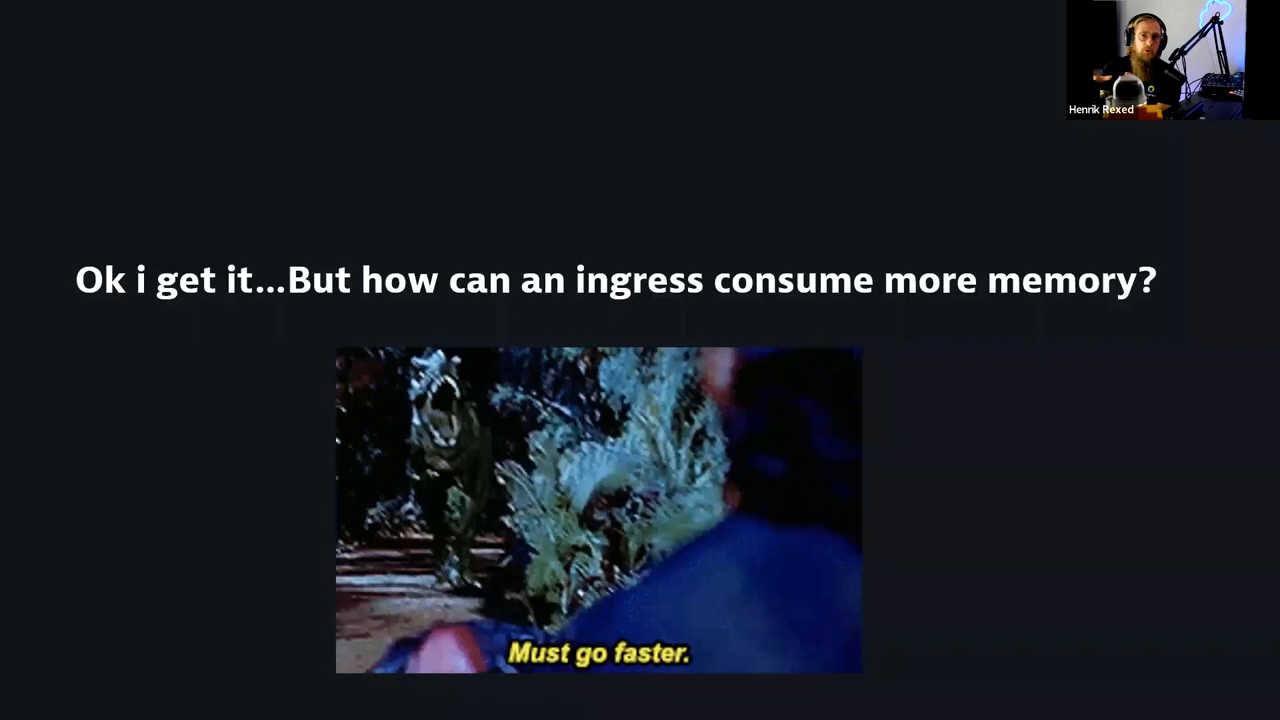 Henrik Rexed
Ok i get it...But how can an ingress consume more memory?
Must go faster.